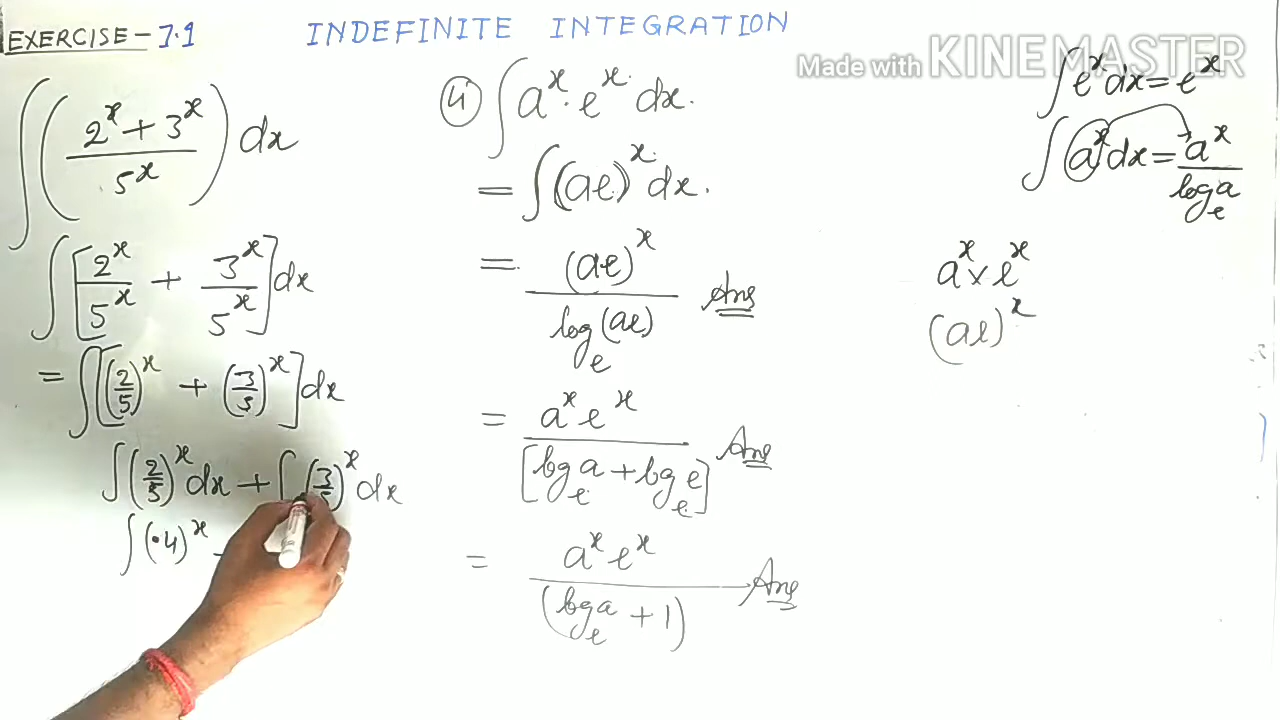 EXERCISE-7.1 INDEFINITE INTEGRATION
Made with KINEMASTER
∫(2^x + 3^x / 5^x) dx
∫[2^x/5^x + 3^x/5^x]dx
= ∫[(2/5)^x + (3/5)^x]dx
∫(2/5)^x dx + ∫(3/5)^x dx
∫(.4)^x
④ ∫a^x. e^x dx.
= ∫(ae)^x dx.
= (ae)^x / log_e(ae) Ans
= a^x e^x / [log_e a + log_e e] Ans
= a^x e^x / (log_e a + 1) Ans
∫e^x dx = e^x
∫a^x dx = a^x / log_e a
a^x × e^x
(ae)^x